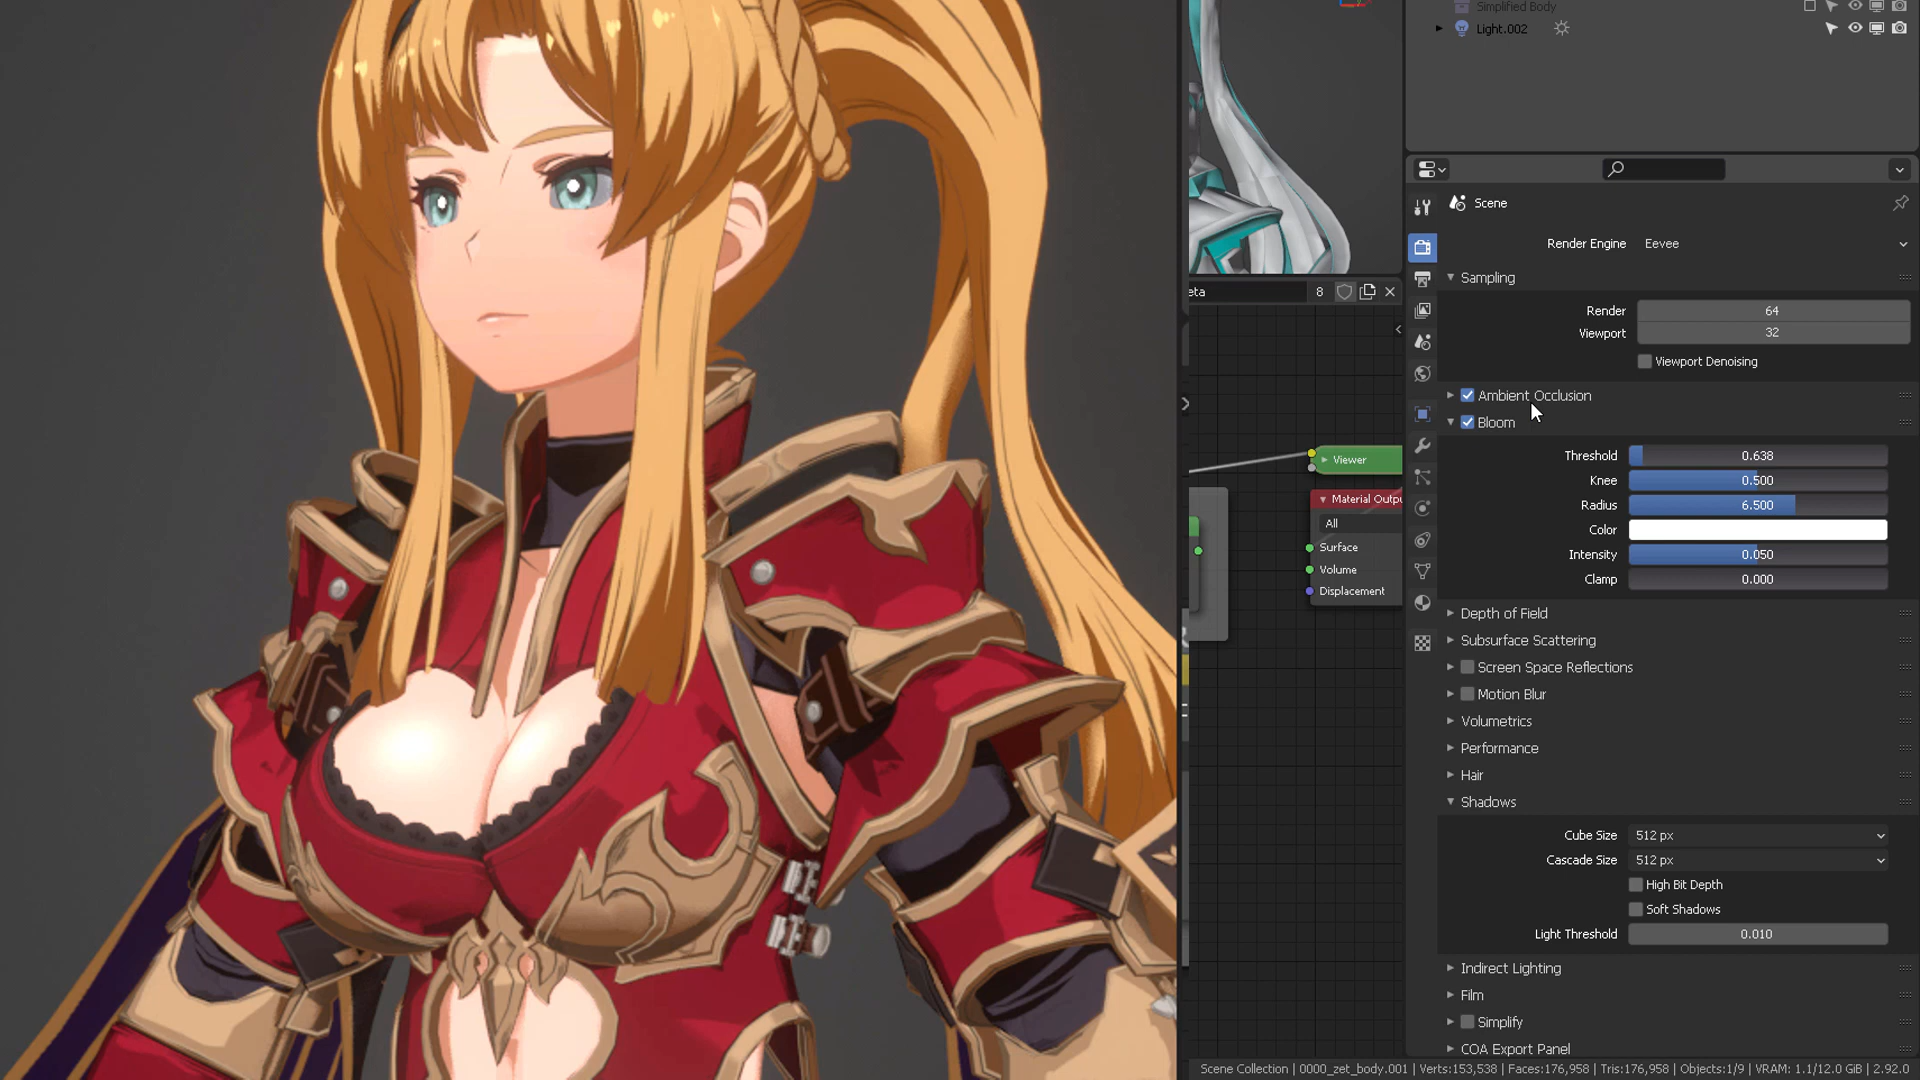 Simplified Body
Light.002
Scene
Render Engine Eevee
Sampling
Render 64
Viewport 32
Viewport Denoising
Ambient Occlusion
Bloom
Threshold 0.638
Knee 0.500
Radius 6.500
Color
Intensity 0.050
Clamp 0.000
Depth of Field
Subsurface Scattering
Screen Space Reflections
Motion Blur
Volumetrics
Performance
Hair
Shadows
Cube Size 512 px
Cascade Size 512 px
High Bit Depth
Soft Shadows
Light Threshold 0.010
Indirect Lighting
Film
Simplify
COA Export Panel
eta 8
Viewer
Material Outpu
All
Surface
Volume
Displacement
Scene Collection | 0000_zet_body.001 | Verts:153,538 | Faces:176,958 | Tris:176,958 | Objects:1/9 | VRAM: 1.1/12.0 GiB | 2.92.0